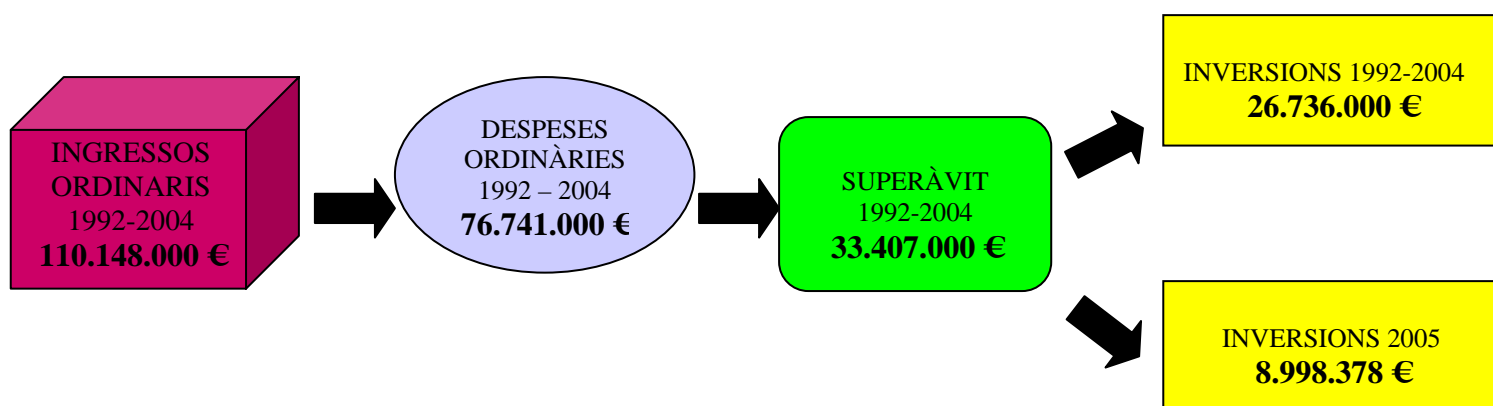 INGRESSOS
ORDINARIS
1992-2004
110.148.000 €
DESPESES
ORDINÀRIES
1992 – 2004
76.741.000 €
SUPERÀVIT
1992-2004
33.407.000 €
INVERSIONS 1992-2004
26.736.000 €
INVERSIONS 2005
8.998.378 €